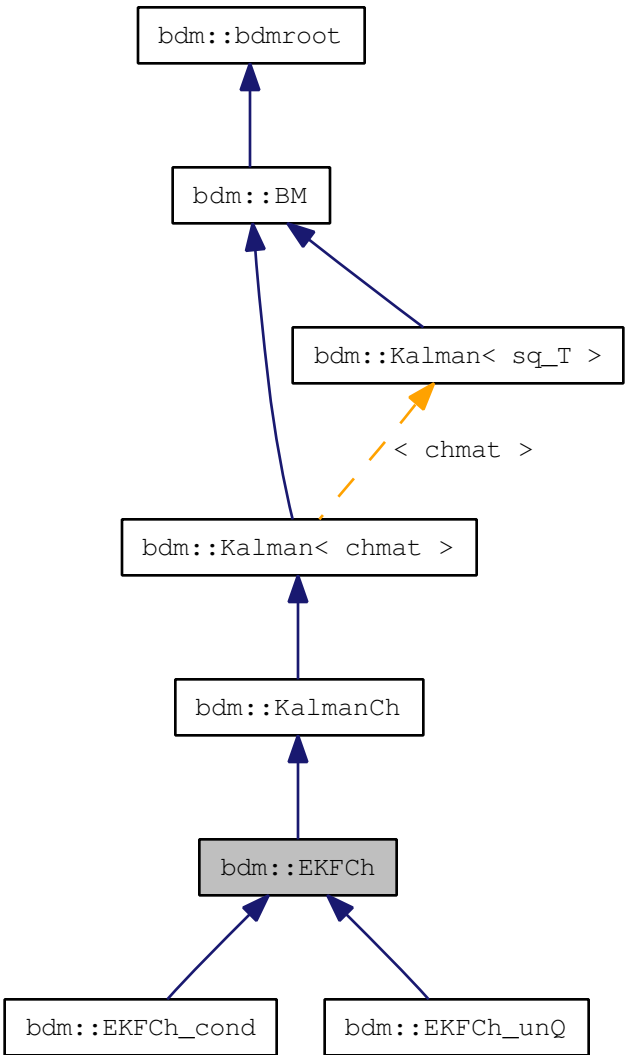 bdm::bdmroot
bdm::BM
bdm::Kalman< sq_T >
< chmat >
bdm::Kalman< chmat >
bdm::KalmanCh
bdm::EKFCh
bdm::EKFCh_cond
bdm::EKFCh_unQ